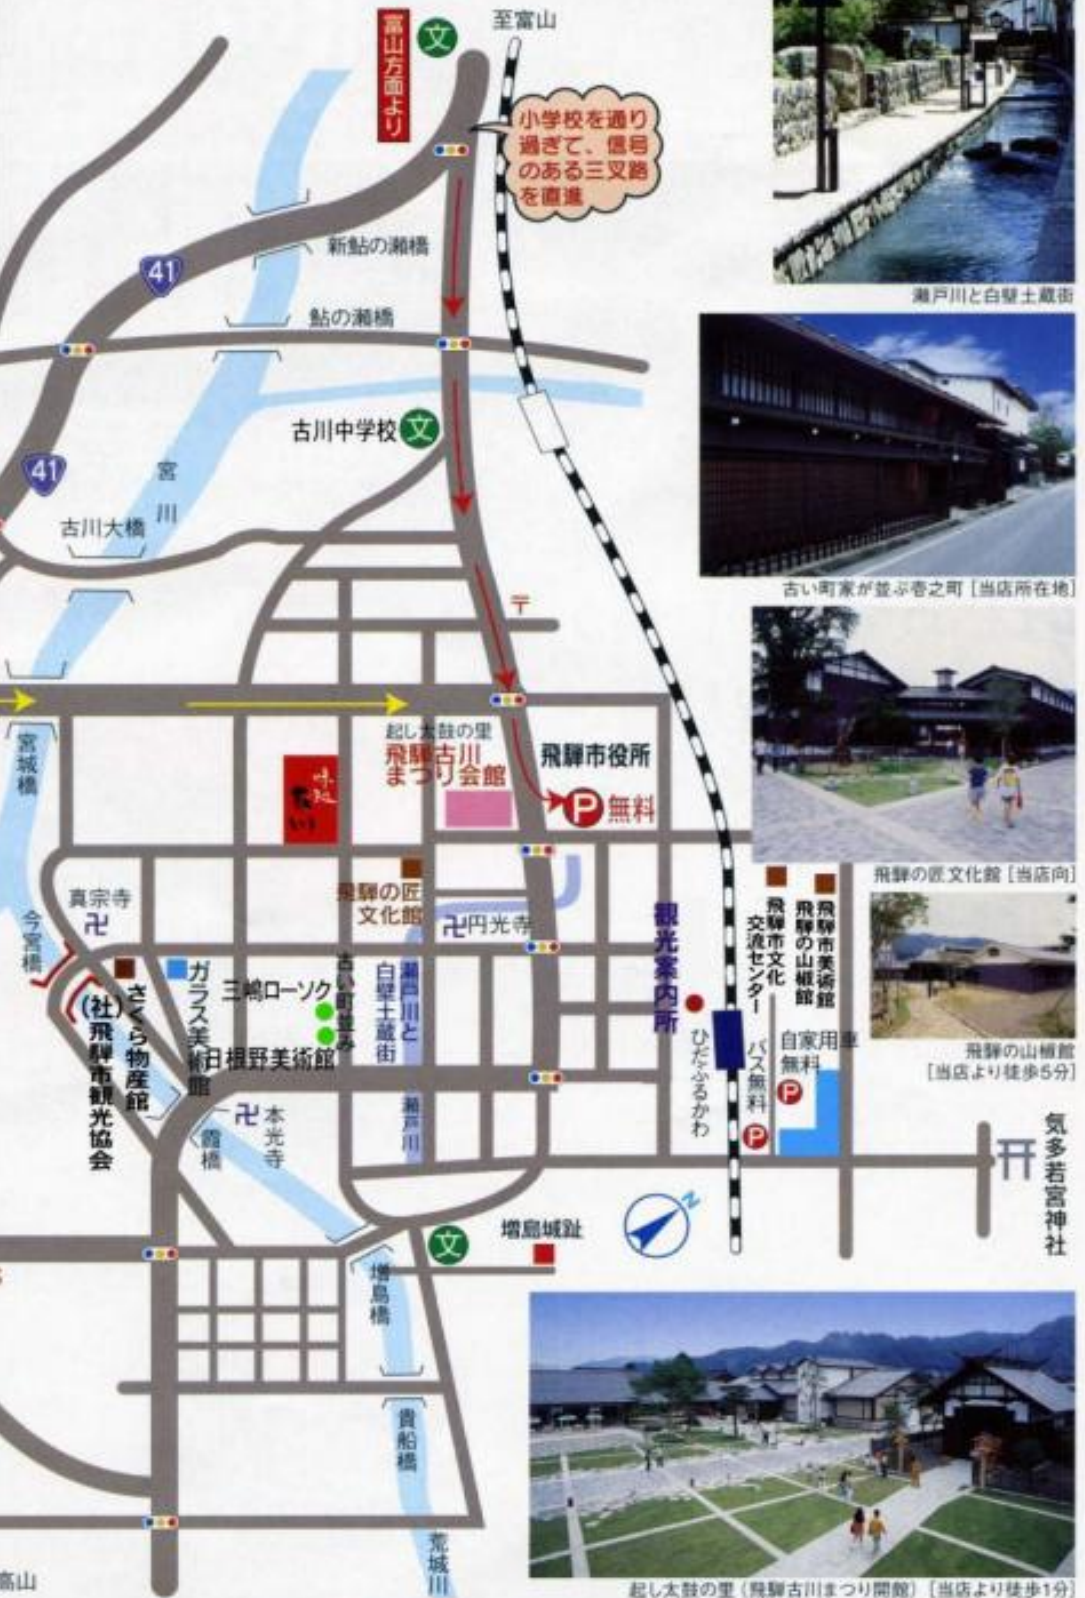 富山方面より
文
至富山
小学校を通り
過ぎて、信号
のある三叉路
を直進
瀬戸川と白壁土蔵街
新鮎の瀬橋
41
鮎の瀬橋
古川中学校
文
41
宮川
古川大橋
古い町家が並ぶ壱之町 [当店所在地]
〒
宮城橋
起し太鼓の里
飛騨古川
まつり会館
飛騨市役所
P無料
味処
飛騨の匠文化館 [当店向]
飛騨の匠
文化館
真宗寺
卍
卍円光寺
今宮橋
観光案内所
飛騨市文化
交流センター
飛騨の山樵館
飛騨市美術館
(社)飛騨市観光協会
さくら物産館
ガラス美術館
三嶋ローソク
古い町並み
日根野美術館
瀬戸川と
白壁土蔵街
瀬戸川
ひだふるかわ
バス無料
P
自家用車
無料
P
飛騨の山樵館
[当店より徒歩5分]
卍
本光寺
霞橋
気多若宮神社
N
文
増島城趾
増島橋
貴船橋
荒城川
高山
起し太鼓の里 (飛騨古川まつり開館) [当店より徒歩1分]